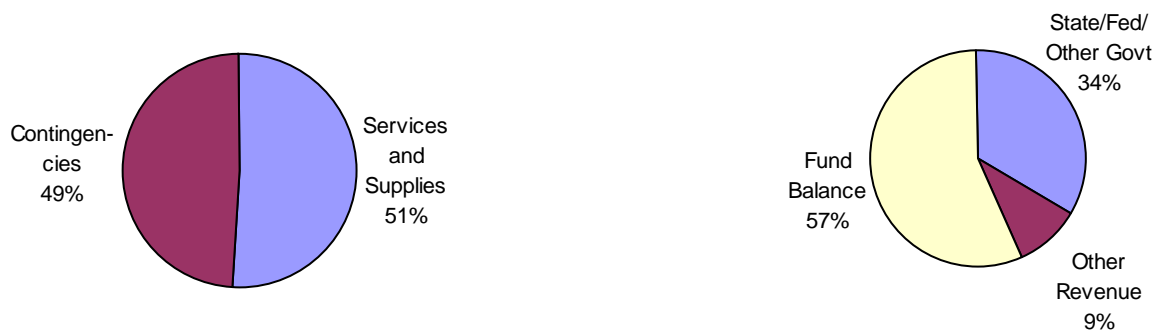 Contingen-
cies
49%
Services
and
Supplies
51%
State/Fed/
Other Govt
34%
Fund
Balance
57%
Other
Revenue
9%